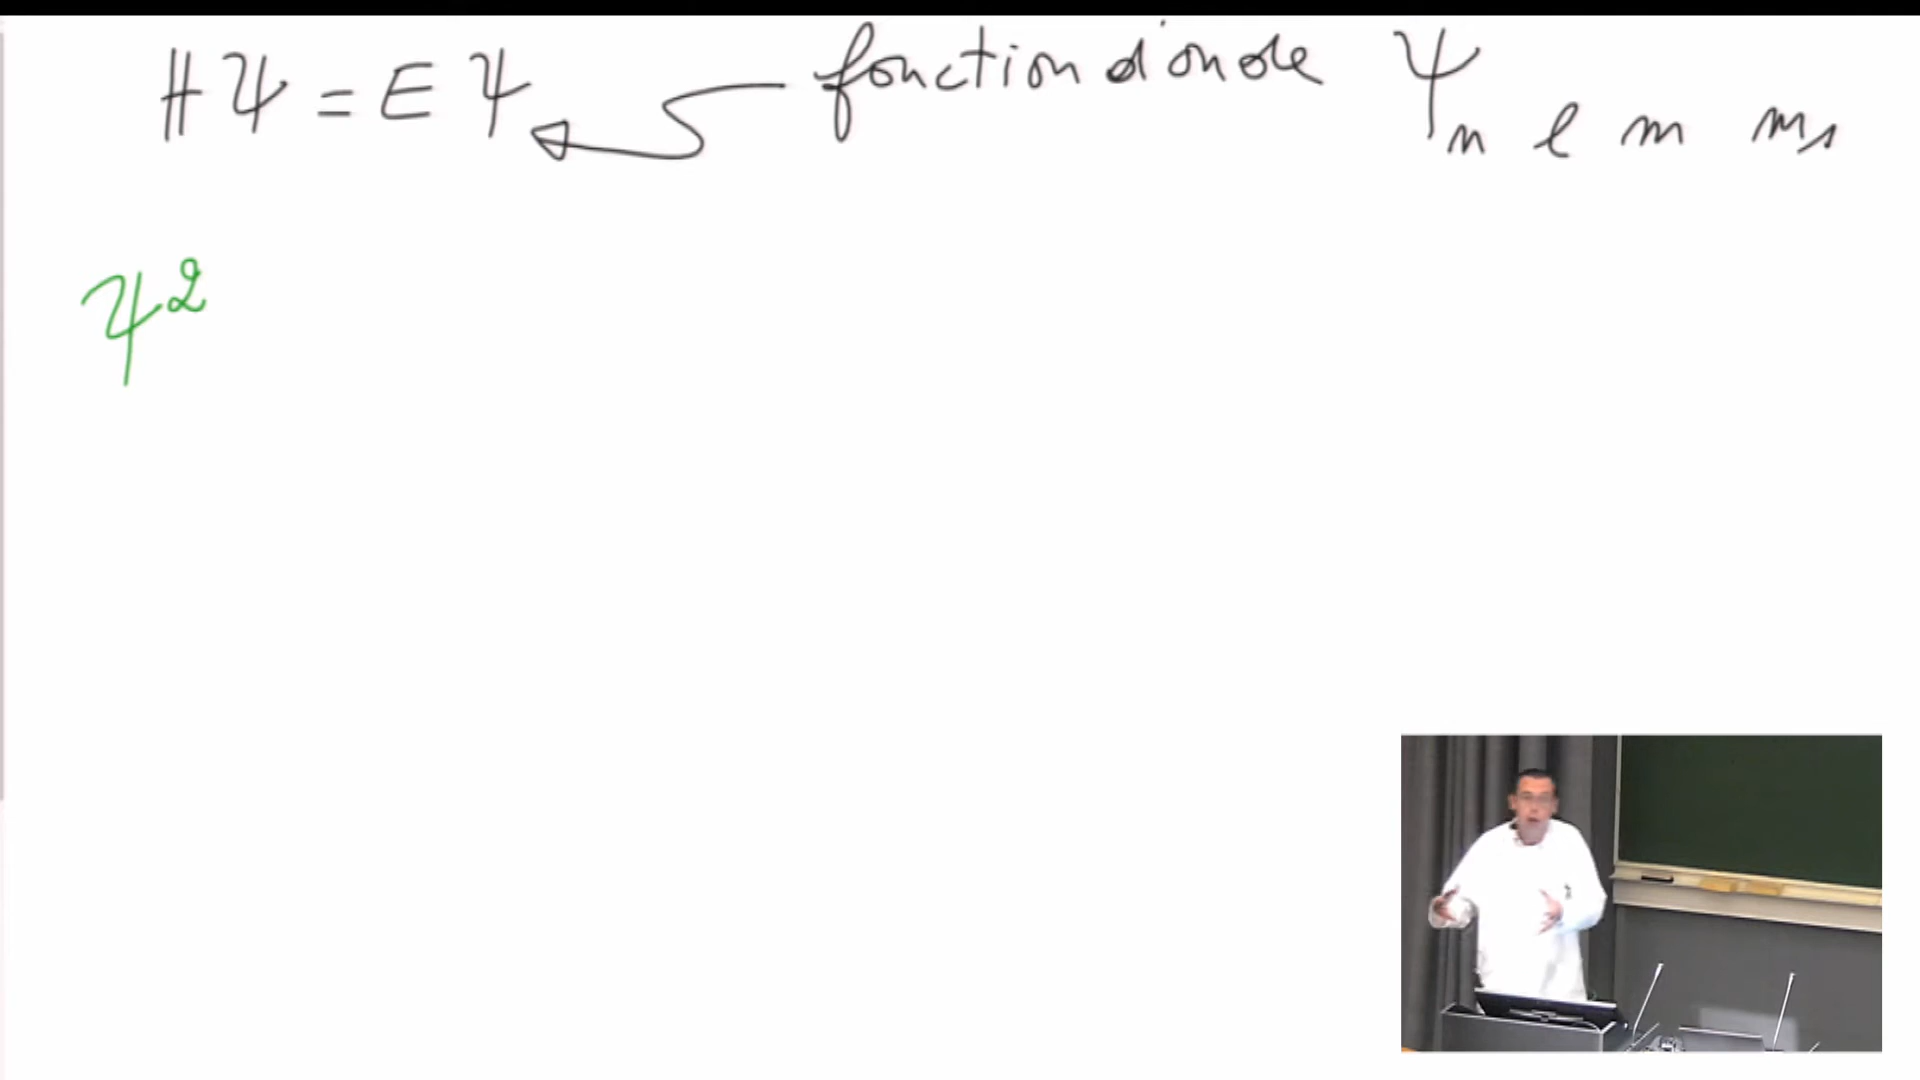 HΨ = EΨ fonction d'onde Ψ n l m ms
Ψ²